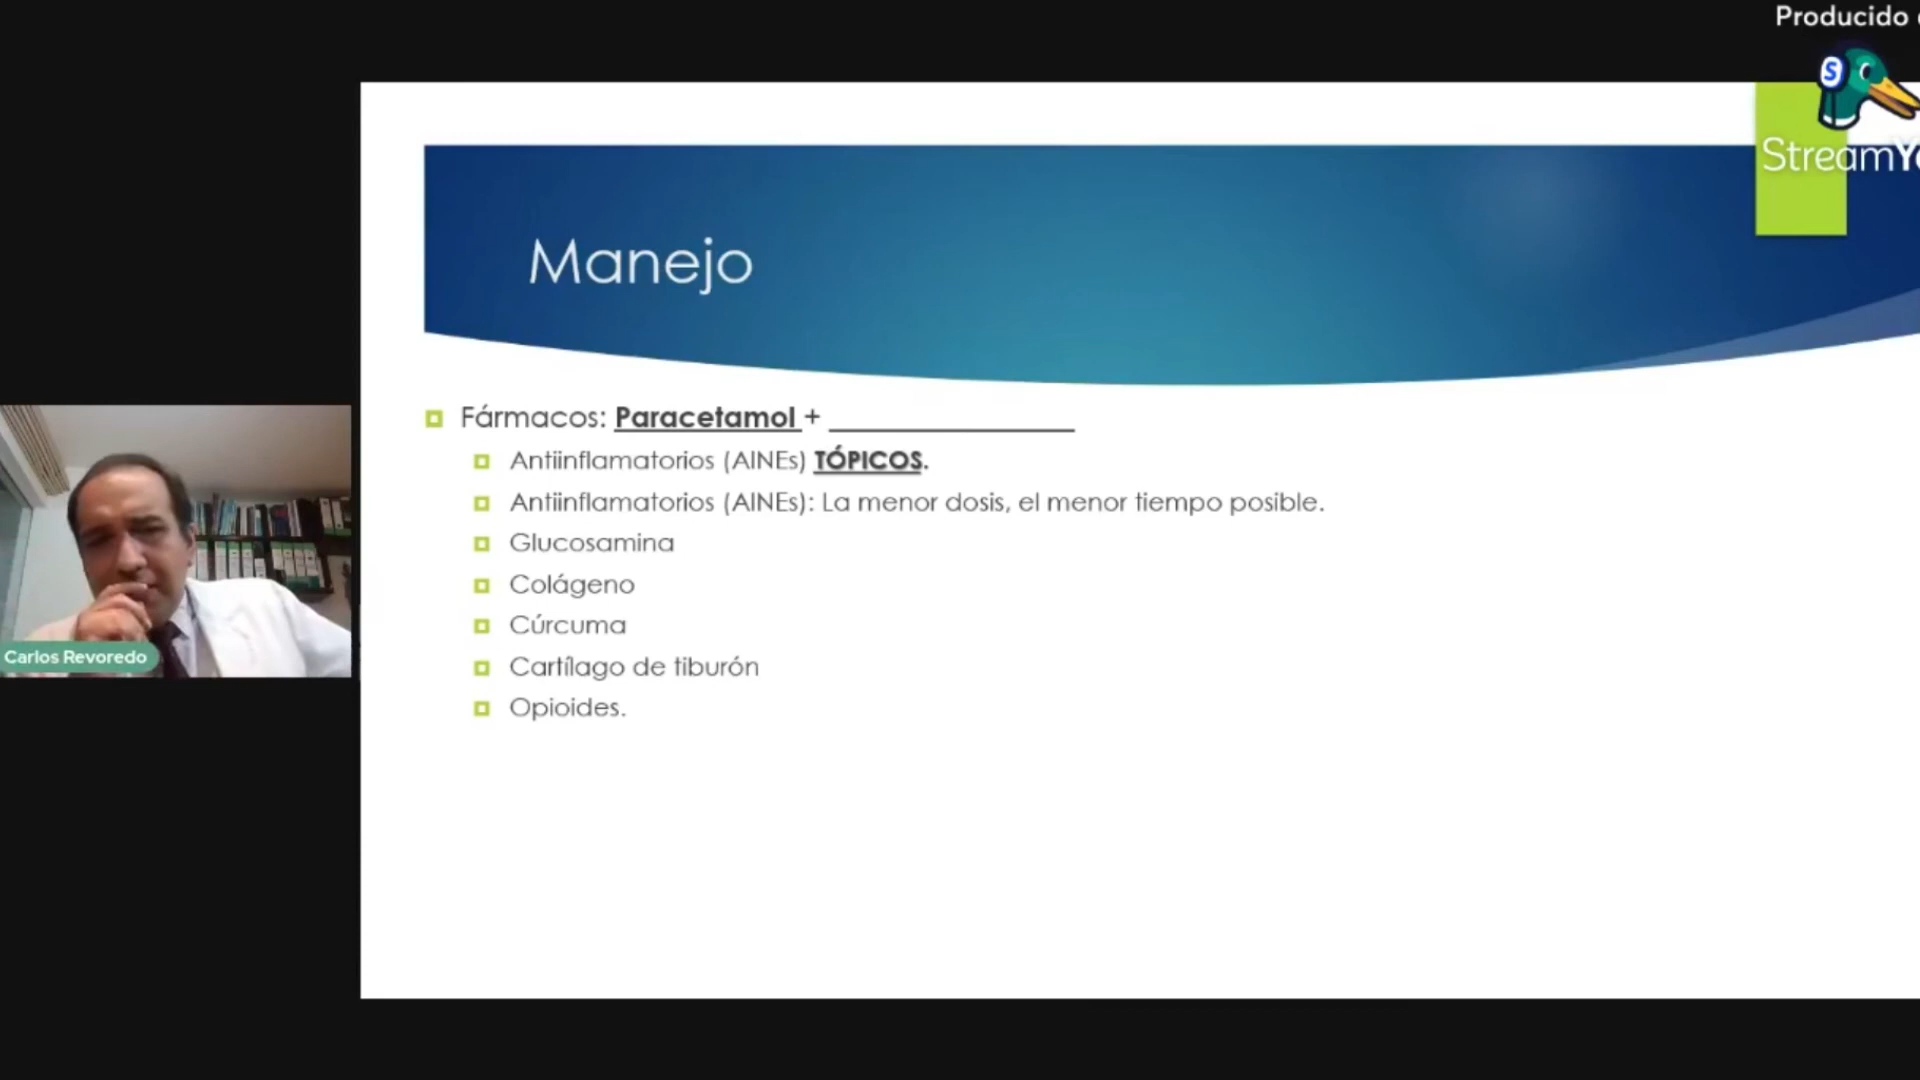 Producido
StreamY
Manejo
Fármacos: Paracetamol + ______________
Antiinflamatorios (AINEs) TÓPICOS.
Antiinflamatorios (AINEs): La menor dosis, el menor tiempo posible.
Glucosamina
Colágeno
Cúrcuma
Cartílago de tiburón
Opioides.
Carlos Revoredo